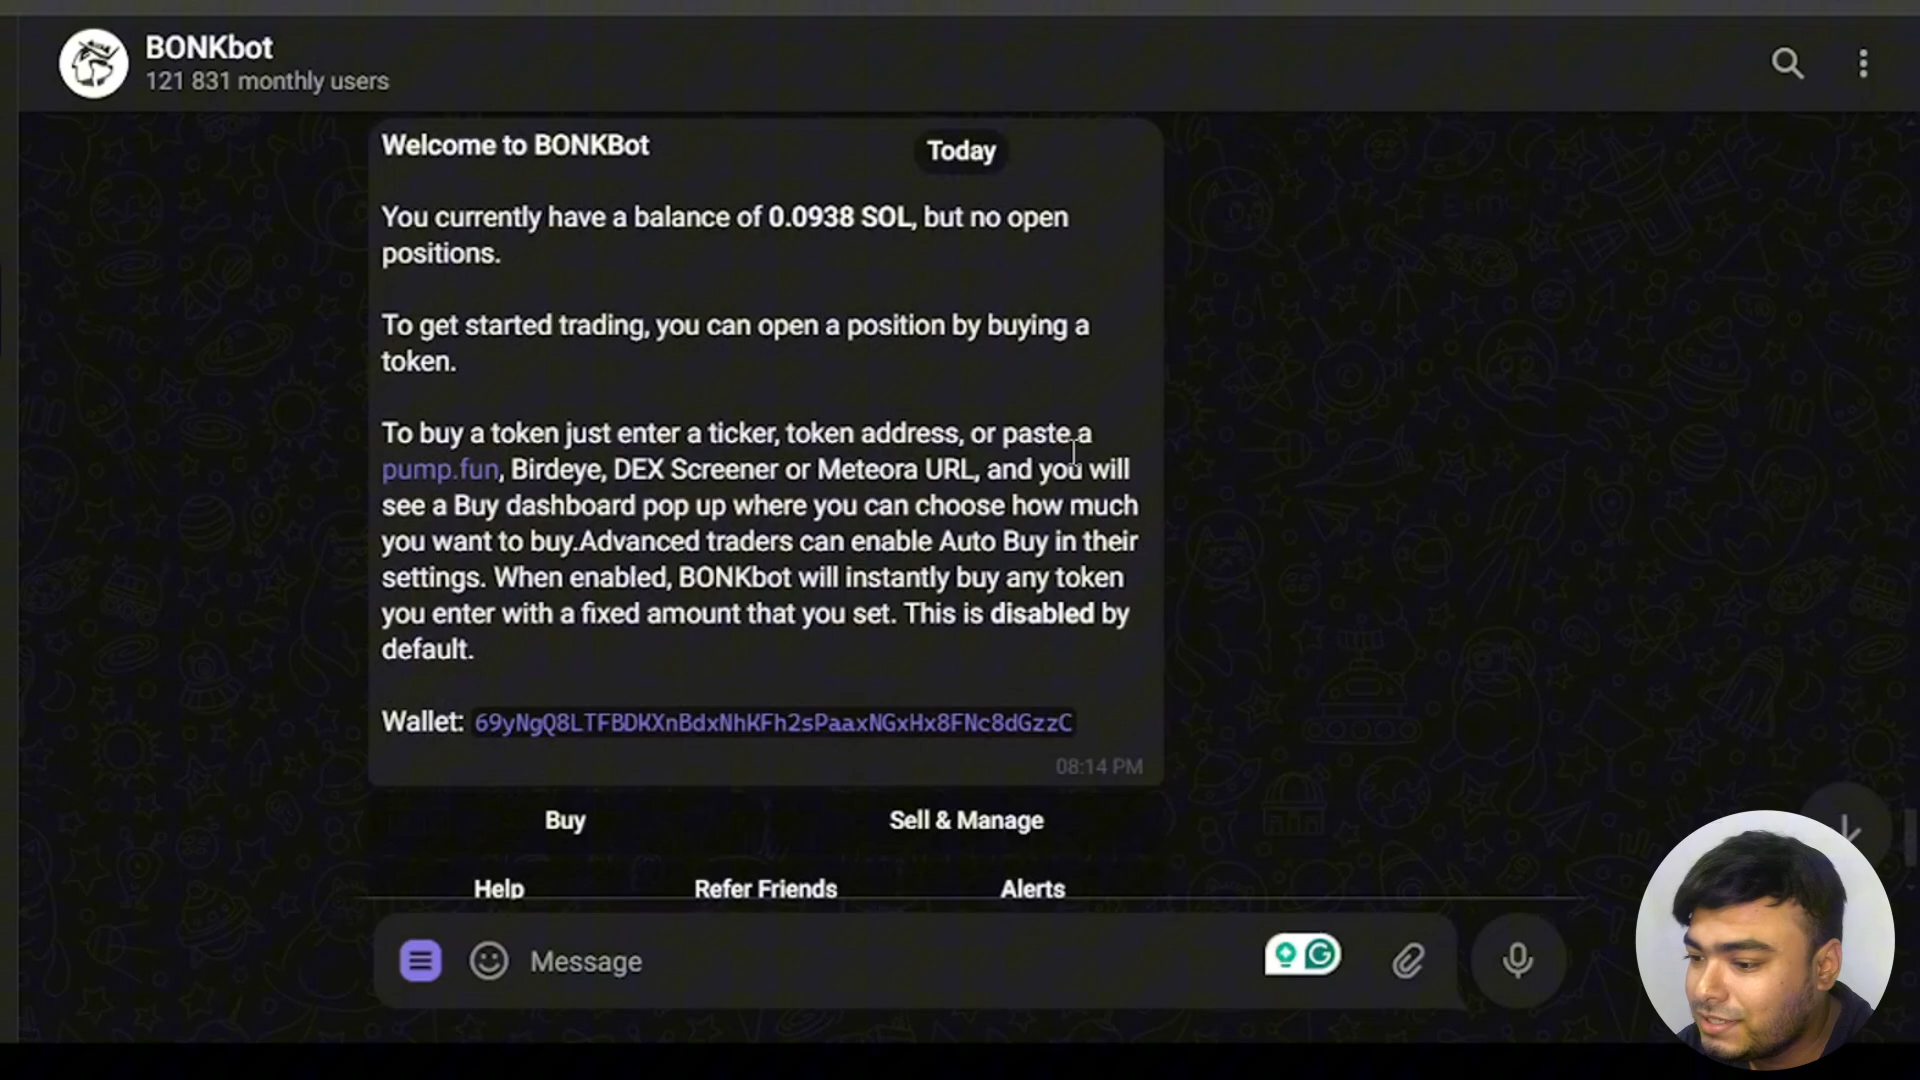 BONKbot
121 831 monthly users
Welcome to BONKBot
Today
You currently have a balance of 0.0938 SOL, but no open
positions.
To get started trading, you can open a position by buying a
token.
To buy a token just enter a ticker, token address, or paste a
pump.fun, Birdeye, DEX Screener or Meteora URL, and you will
see a Buy dashboard pop up where you can choose how much
you want to buy.Advanced traders can enable Auto Buy in their
settings. When enabled, BONKbot will instantly buy any token
you enter with a fixed amount that you set. This is disabled by
default.
Wallet: 69yNgQ8LTFBDKXnBdxNhKFh2sPaaxNGxHx8FNc8dGzzC
08:14 PM
Buy
Sell & Manage
Help
Refer Friends
Alerts
Message